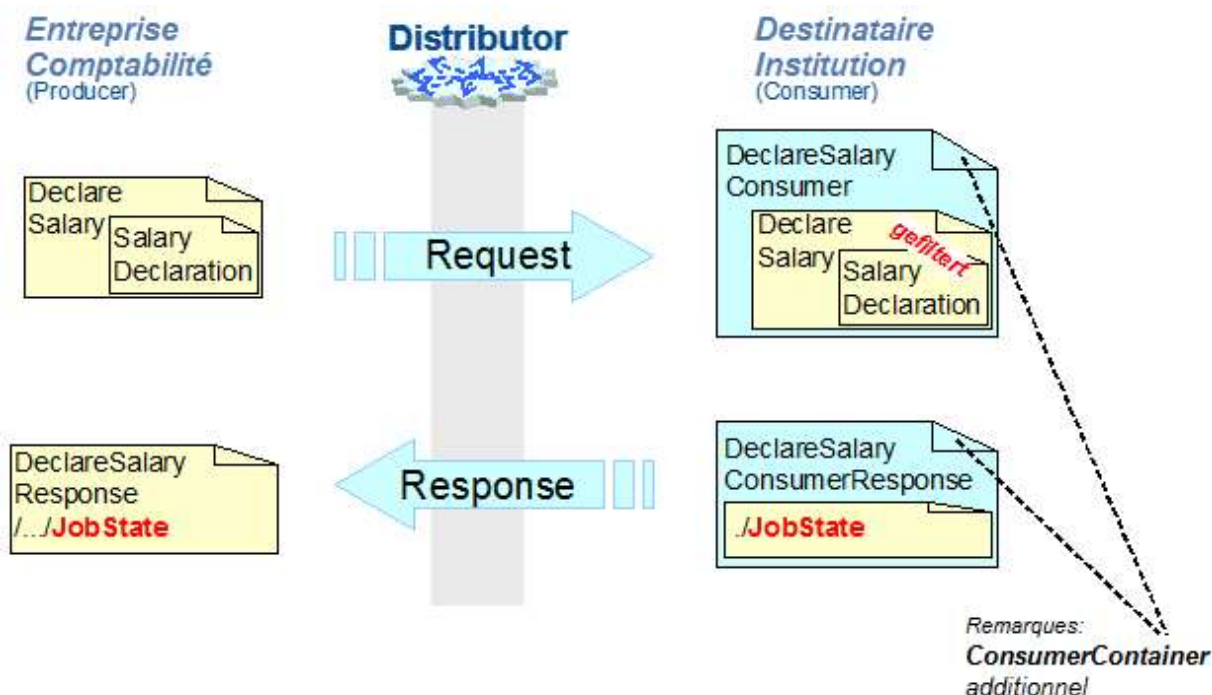 Entreprise
Comptabilité
(Producer)
Distributor
Destinataire
Institution
(Consumer)
Declare
Salary
Salary
Declaration
Request
DeclareSalary
Consumer
Declare
Salary
gefiltert
Salary
Declaration
DeclareSalary
Response
/.../JobState
Response
DeclareSalary
ConsumerResponse
./JobState
Remarques:
ConsumerContainer
additionnel